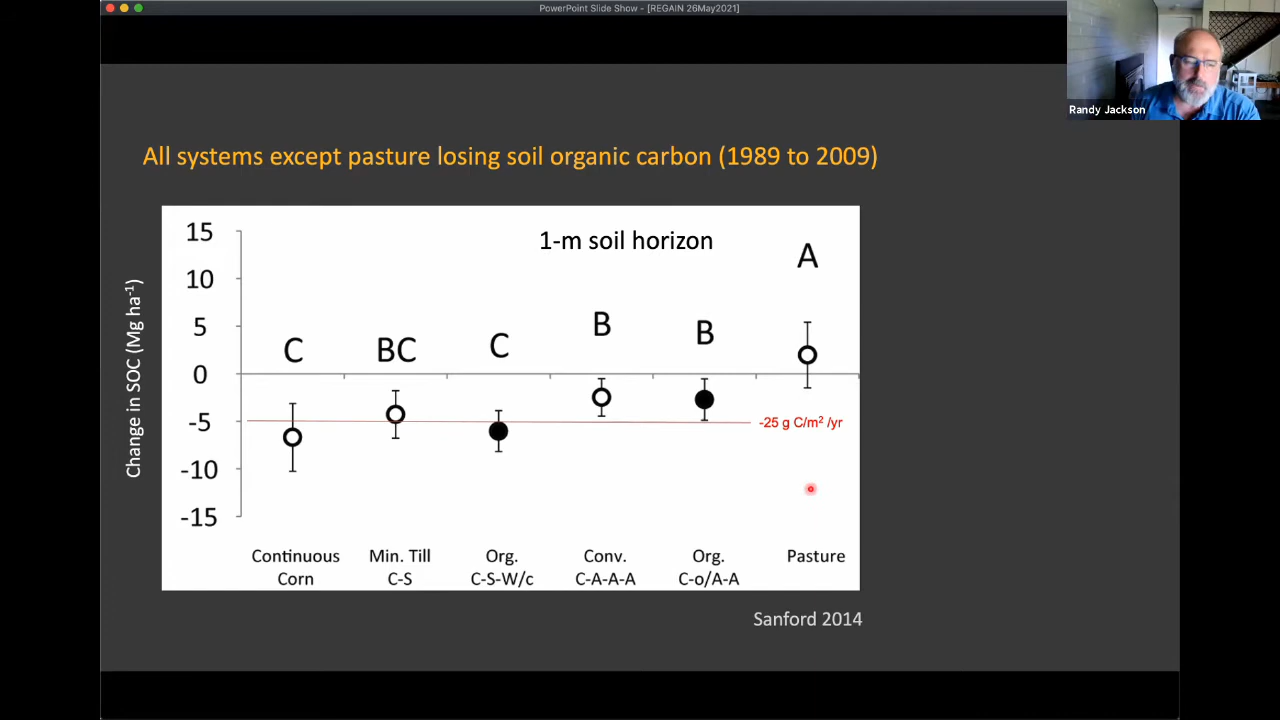 PowerPoint Slide Show - [REGAIN 26May2021]
Randy Jackson
All systems except pasture losing soil organic carbon (1989 to 2009)
1-m soil horizon
Change in SOC (Mg ha⁻¹)
15
10
5
0
-5
-10
-15
C
BC
C
B
B
A
-25 g C/m² /yr
Continuous
Corn
Min. Till
C-S
Org.
C-S-W/c
Conv.
C-A-A-A
Org.
C-o/A-A
Pasture
Sanford 2014